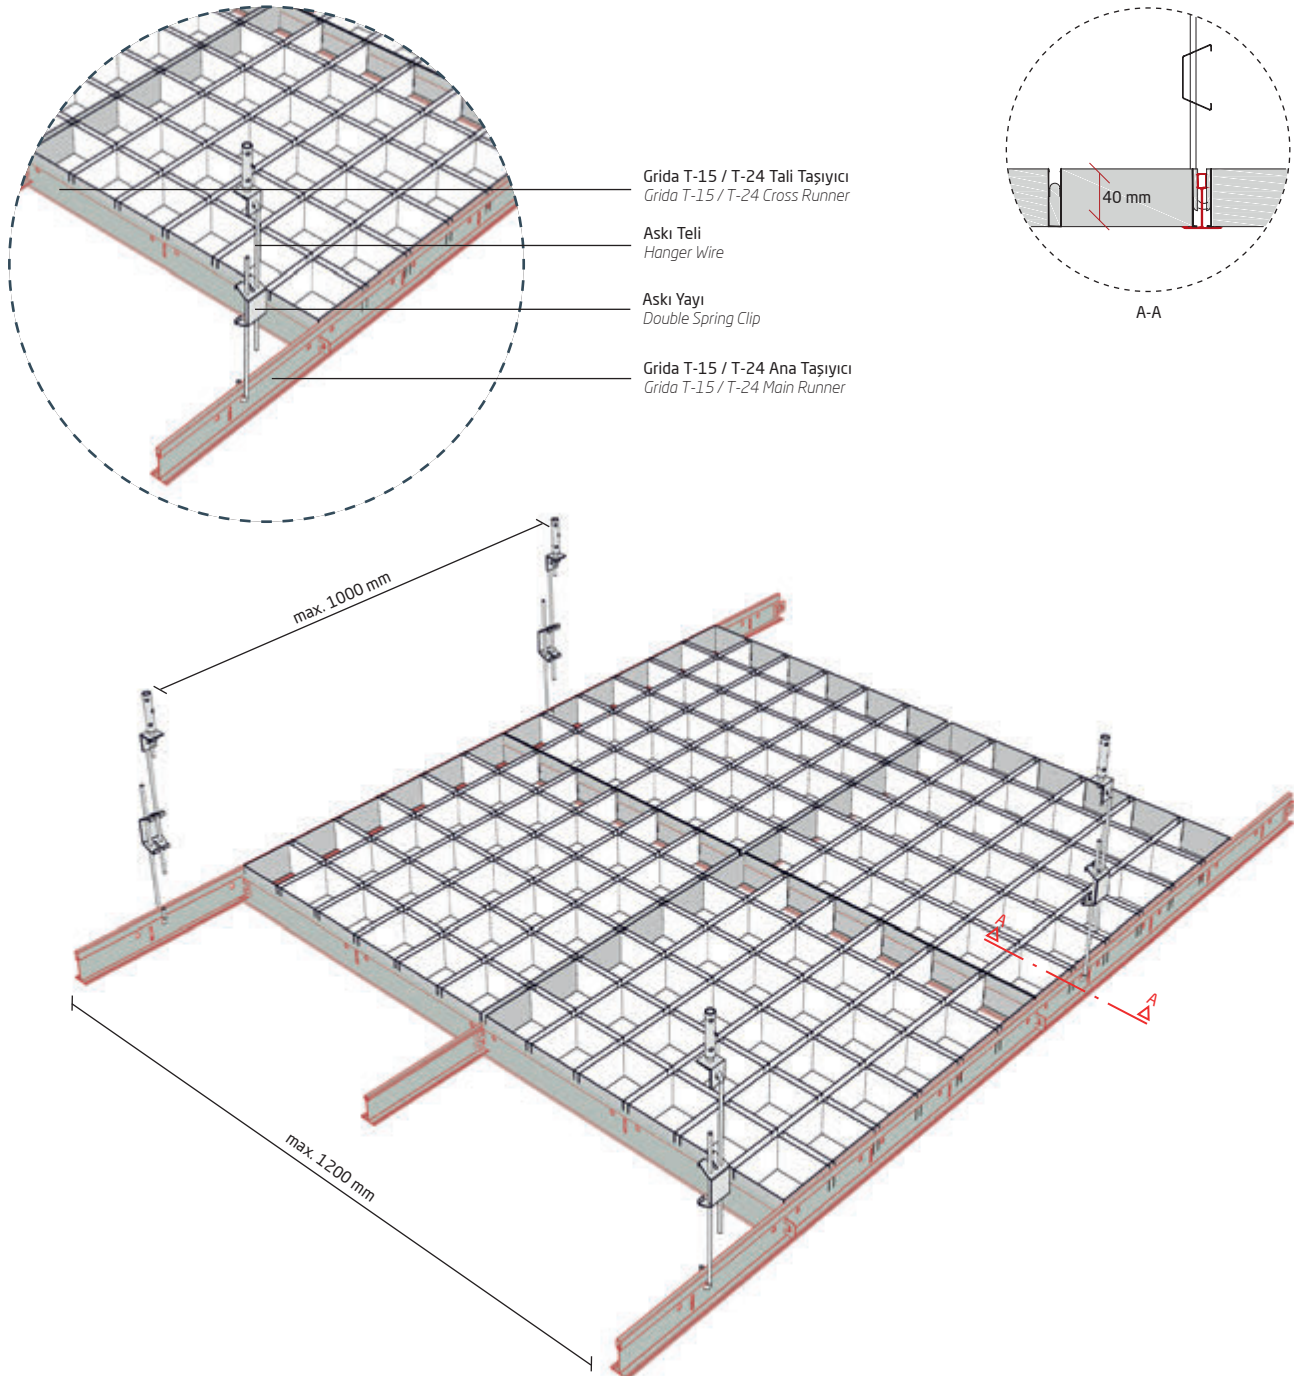 Grida T-15 / T-24 Tali Taşıyıcı
Grida T-15 / T-24 Cross Runner
Askı Teli
Hanger Wire
Askı Yayı
Double Spring Clip
Grida T-15 / T-24 Ana Taşıyıcı
Grida T-15 / T-24 Main Runner
40 mm
A-A
max. 1000 mm
A
A
max. 1200 mm